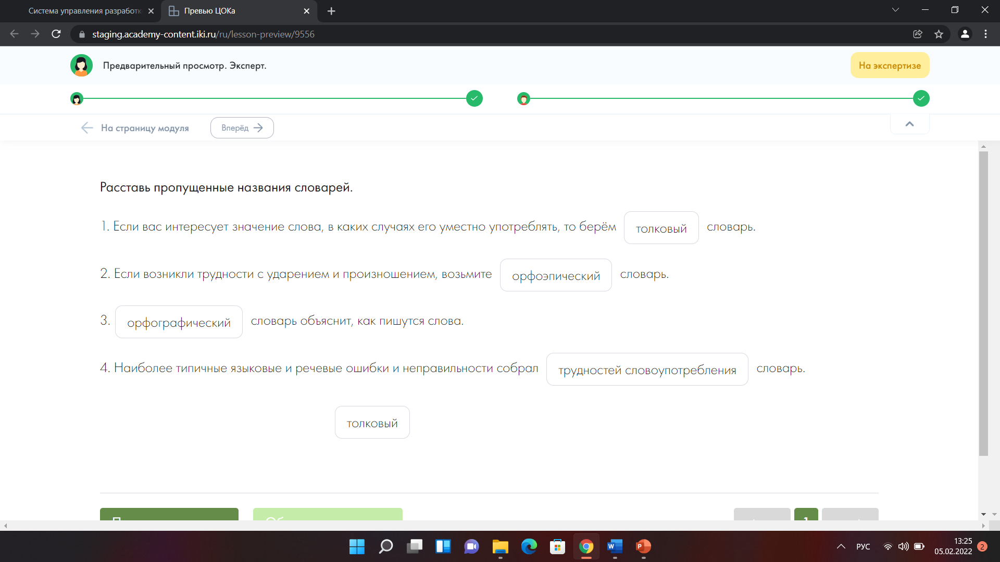 Система управления разработк
Превью ЦОКа
staging.academy-content.iki.ru/ru/lesson-preview/9556
Предварительный просмотр. Эксперт.
На экспертизе
На страницу модуля
Вперёд
Расставь пропущенные названия словарей.
1. Если вас интересует значение слова, в каких случаях его уместно употреблять, то берём толковый словарь.
2. Если возникли трудности с ударением и произношением, возьмите орфоэпический словарь.
3. орфографический словарь объяснит, как пишутся слова.
4. Наиболее типичные языковые и речевые ошибки и неправильности собрал трудностей словоупотребления словарь.
толковый
1
РУС
13:25
05.02.2022
2